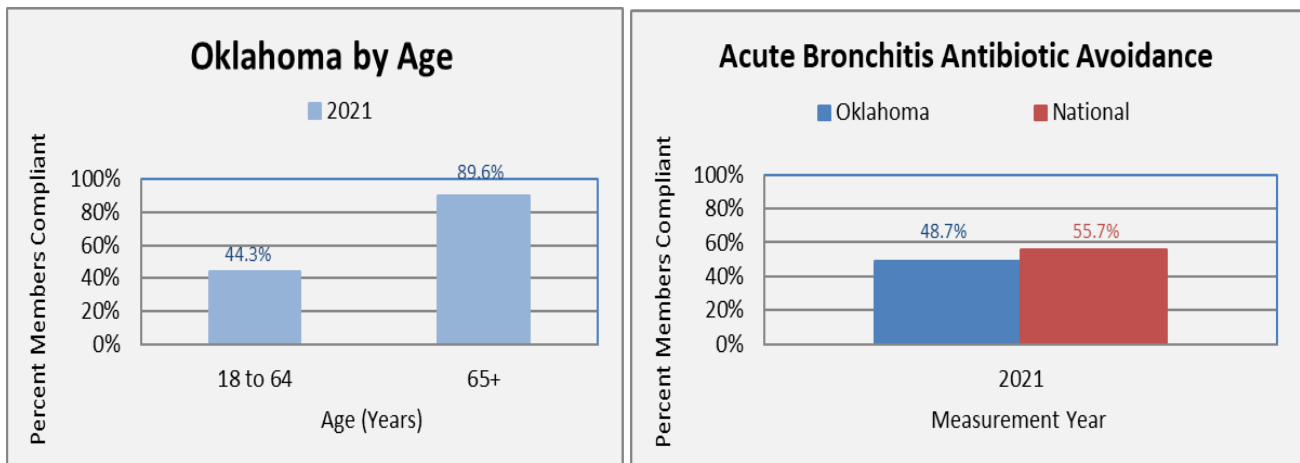 Oklahoma by Age
2021
Percent Members Compliant
100%
80%
60%
40%
20%
0%
44.3%
89.6%
18 to 64
65+
Age (Years)
Acute Bronchitis Antibiotic Avoidance
Oklahoma
National
Percent Members Compliant
100%
80%
60%
40%
20%
0%
48.7%
55.7%
2021
Measurement Year